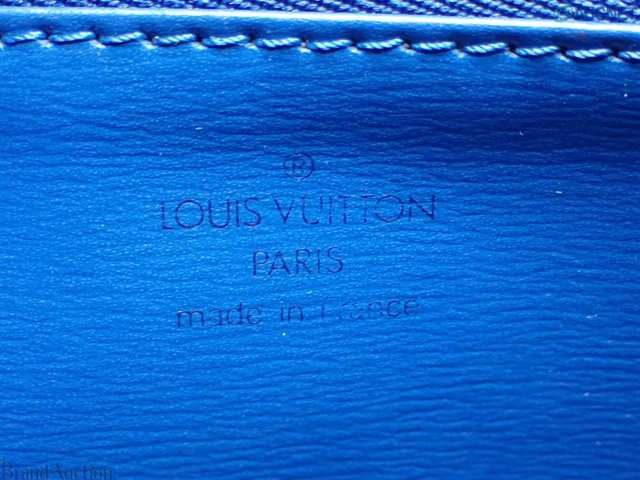 ®
LOUIS VUITTON
PARIS
made in France
Brand Auction